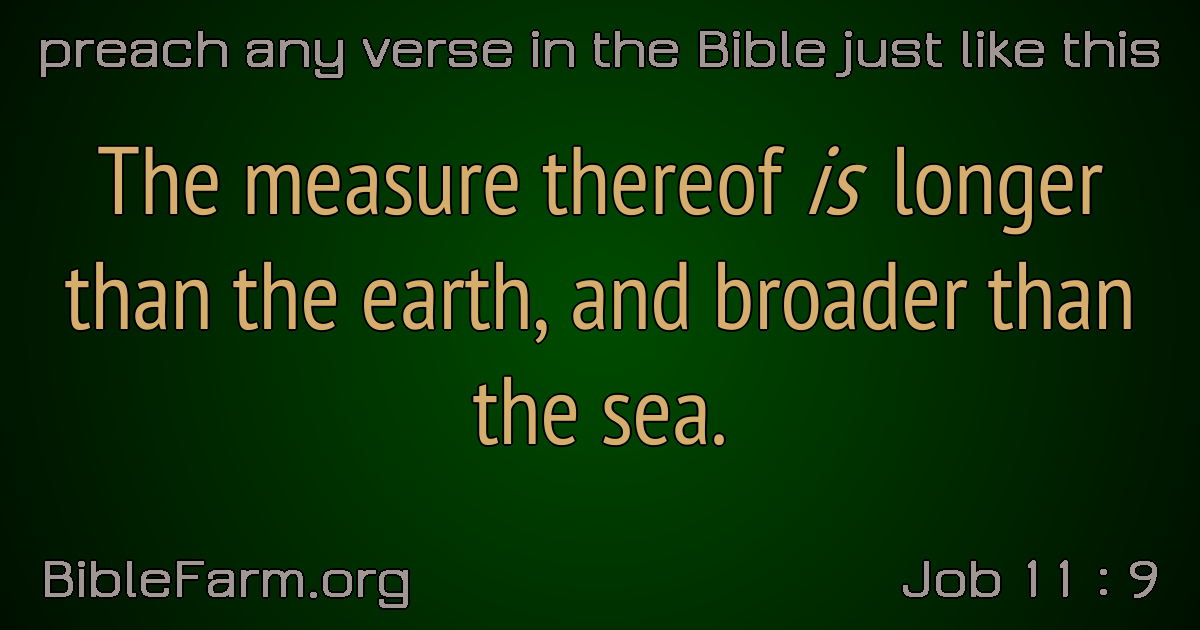 preach any verse in the Bible just like this
The measure thereof is longer
than the earth, and broader than
the sea.
BibleFarm.org
Job 11 : 9